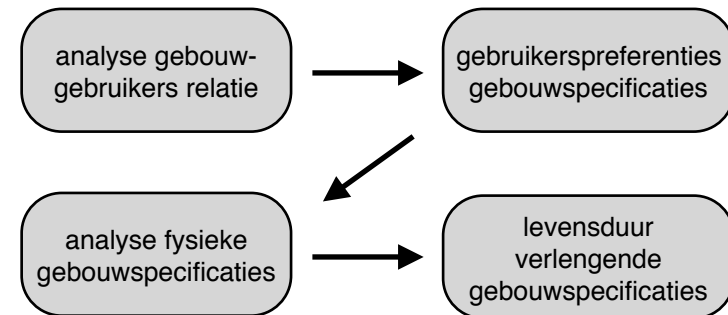 analyse gebouw-
gebruikers relatie
gebruikerspreferenties
gebouwspecificaties
analyse fysieke
gebouwspecificaties
levensduur
verlengende
gebouwspecificaties